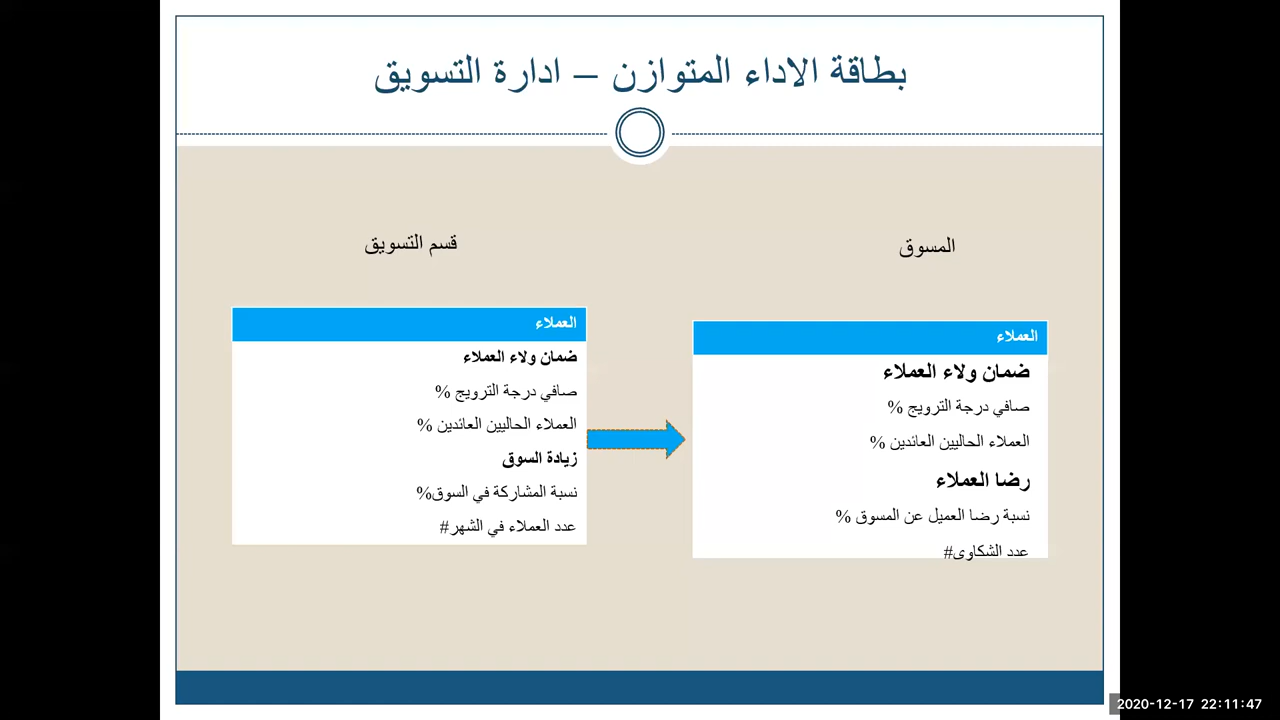 بطاقة الاداء المتوازن – ادارة التسويق
المسوق
العملاء
ضمان ولاء العملاء
صافي درجة الترويج %
العملاء الحاليين العائدين %
رضا العملاء
نسبة رضا العميل عن المسوق %
عدد الشكاوى#
قسم التسويق
العملاء
ضمان ولاء العملاء
صافي درجة الترويج %
العملاء الحاليين العائدين %
زيادة السوق
نسبة المشاركة في السوق%
عدد العملاء في الشهر#
2020-12-17 22:11:47